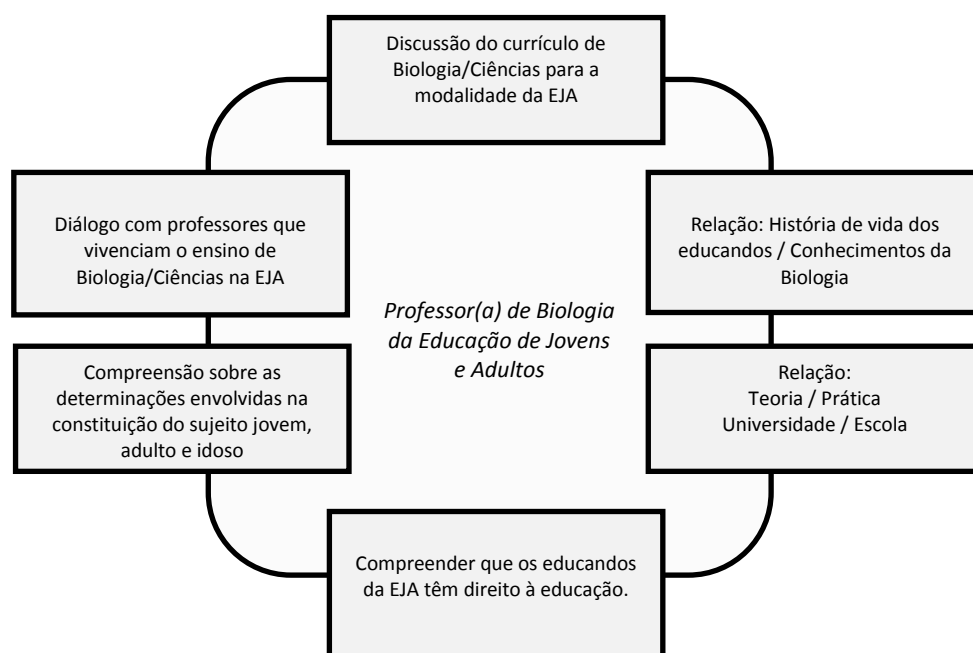 Discussão do currículo de
Biologia/Ciências para a
modalidade da EJA
Diálogo com professores que
vivenciam o ensino de
Biologia/Ciências na EJA
Relação: História de vida dos
educandos / Conhecimentos da
Biologia
Professor(a) de Biologia
da Educação de Jovens
e Adultos
Compreensão sobre as
determinações envolvidas na
constituição do sujeito jovem,
adulto e idoso
Relação:
Teoria / Prática
Universidade / Escola
Compreender que os educandos
da EJA têm direito à educação.